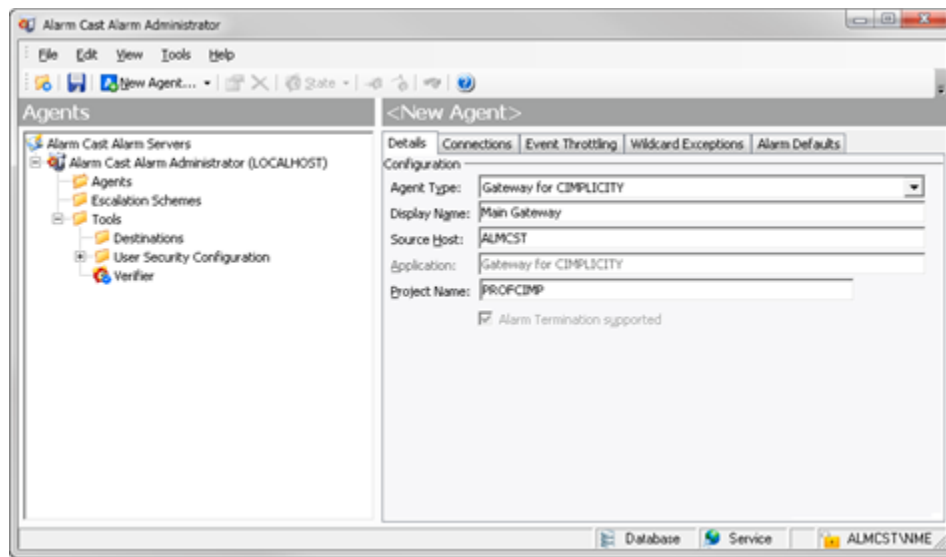 Alarm Cast Alarm Administrator
File Edit View Tools Help
New Agent... State
Agents
<New Agent>
Alarm Cast Alarm Servers
Alarm Cast Alarm Administrator (LOCALHOST)
Agents
Escalation Schemes
Tools
Destinations
User Security Configuration
Verifier
Details Connections Event Throttling Wildcard Exceptions Alarm Defaults
Configuration
Agent Type: Gateway for CIMPLICITY
Display Name: Main Gateway
Source Host: ALMCST
Application: Gateway for CIMPLICITY
Project Name: PROFCIMP
Alarm Termination supported
Database Service ALMCST\NME